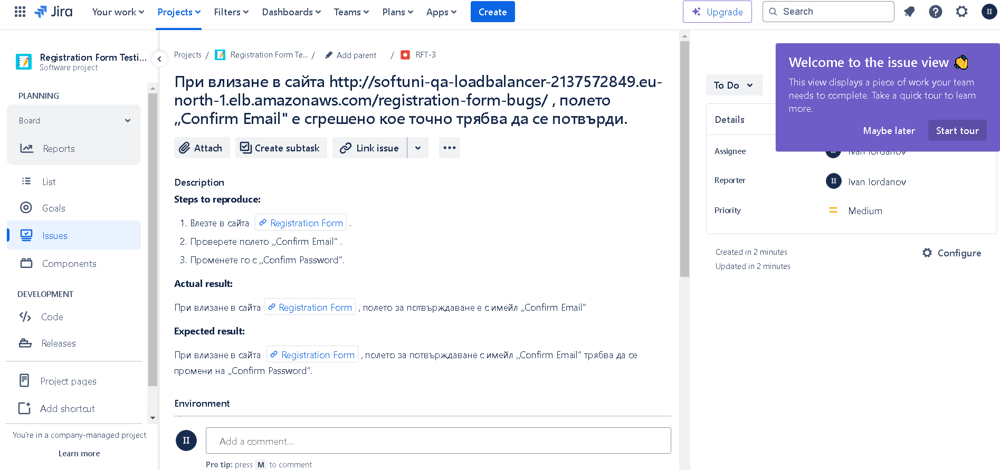 Jira
Your work Projects Filters Dashboards Teams Plans Apps Create Upgrade Search II
Registration Form Testi...
Software project
PLANNING
Board
Reports
List
Goals
Issues
Components
DEVELOPMENT
Code
Releases
Project pages
Add shortcut
You're in a company-managed project
Learn more
Projects / Registration Form Te... / Add parent / RFT-3
При влизане в сайта http://softuni-qa-loadbalancer-2137572849.eu-
north-1.elb.amazonaws.com/registration-form-bugs/ , полето
„Confirm Email" е сгрешено кое точно трябва да се потвърди.
Attach Create subtask Link issue
Description
Steps to reproduce:
1. Влезте в сайта Registration Form .
2. Проверете полето „Confirm Email“ .
3. Променете го с „Confirm Password“.
Actual result:
При влизане в сайта Registration Form , полето за потвърждаване е с имейл „Confirm Email“
Expected result:
При влизане в сайта Registration Form , полето за потвърждаване с имейл „Confirm Email“ трябва да се
промени на „Confirm Password“.
Environment
II Add a comment...
Pro tip: press M to comment
To Do
Welcome to the issue view 👋
This view displays a piece of work your team
needs to complete. Take a quick tour to learn
more.
Maybe later Start tour
Details
Assignee II Ivan Iordanov
Reporter II Ivan Iordanov
Priority Medium
Created in 2 minutes
Updated in 2 minutes
Configure